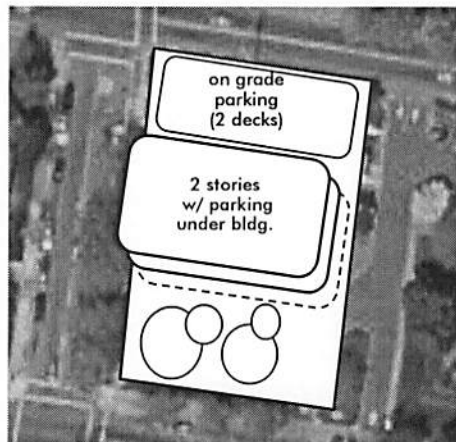 on grade
parking
(2 decks)
2 stories
w/ parking
under bldg.